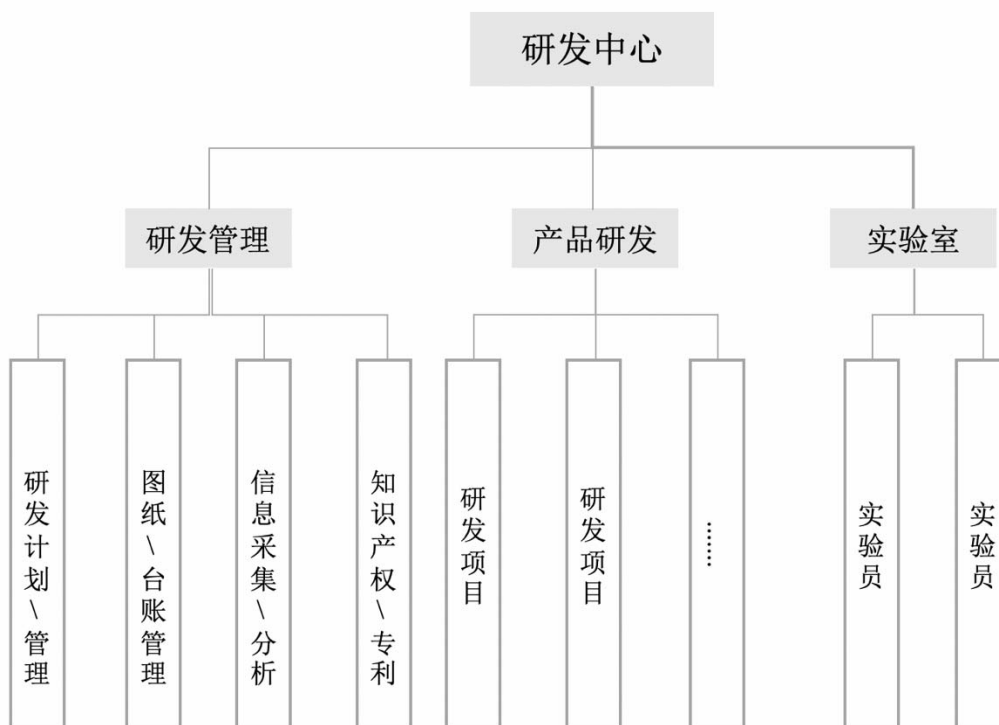 研发中心
研发管理
产品研发
实验室
研发计划\管理
图纸\台账管理
信息采集\分析
知识产权\专利
研发项目
研发项目
……
实验员
实验员